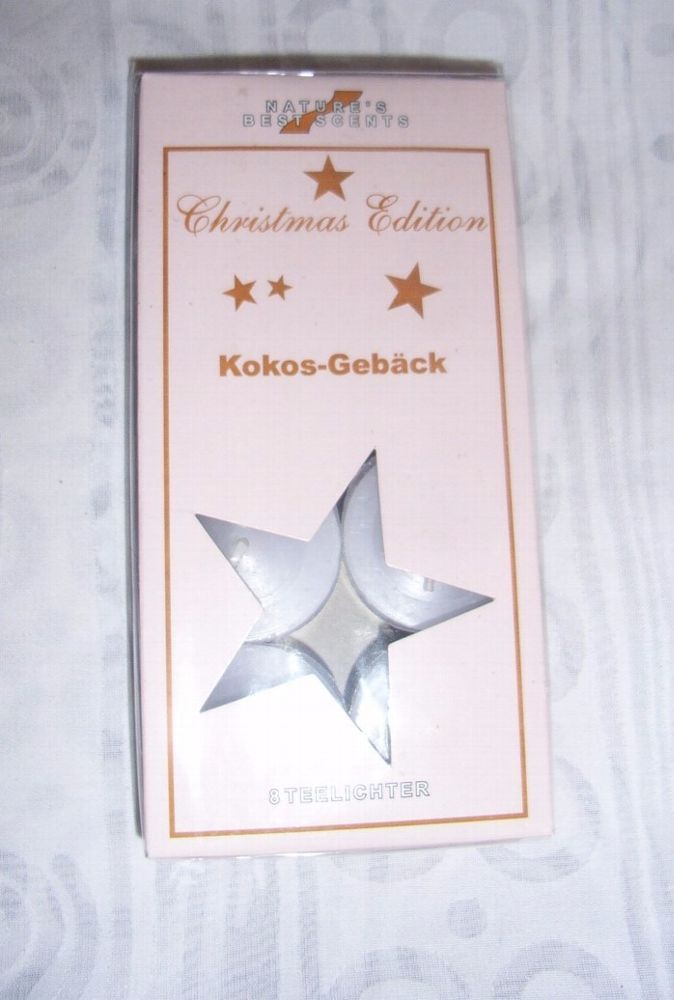 NATURE'S
BEST SCENTS
Christmas Edition
Kokos-Gebäck
8 TEELICHTER